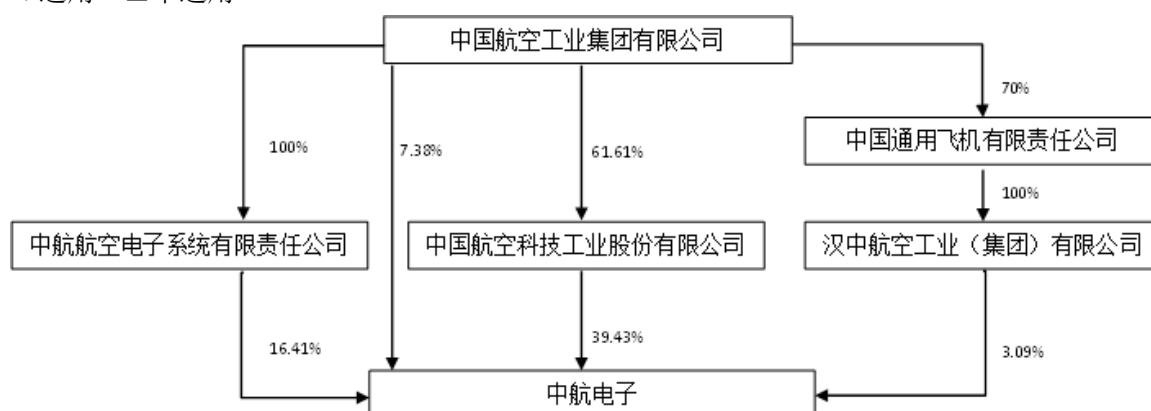 中国航空工业集团有限公司
70%
中国通用飞机有限责任公司
100%
7.38%
61.61%
100%
中航航空电子系统有限责任公司
中国航空科技工业股份有限公司
汉中航空工业（集团）有限公司
16.41%
39.43%
3.09%
中航电子